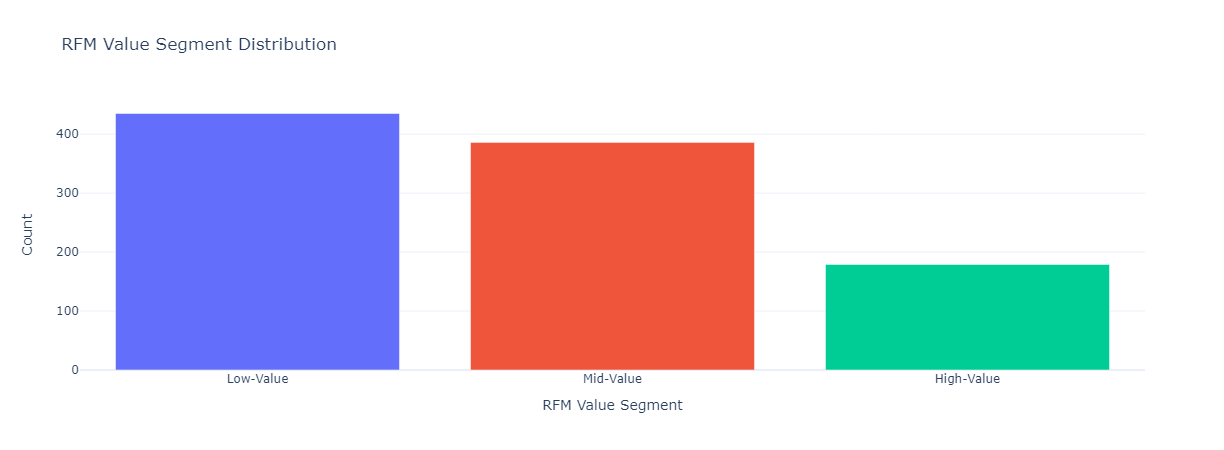 RFM Value Segment Distribution
400
300
200
100
0
Count
Low-Value
Mid-Value
High-Value
RFM Value Segment